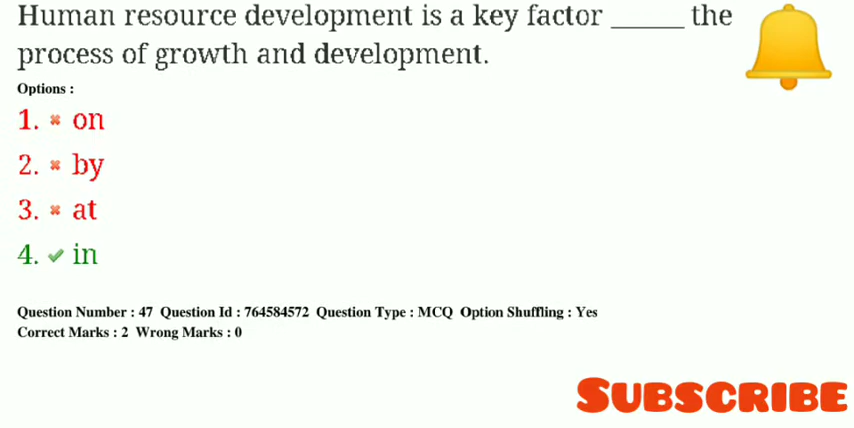 Human resource development is a key factor ______ the
process of growth and development.
Options :
1. ✖ on
2. ✖ by
3. ✖ at
4. ✔ in
Question Number : 47 Question Id : 764584572 Question Type : MCQ Option Shuffling : Yes
Correct Marks : 2 Wrong Marks : 0
SUBSCRIBE